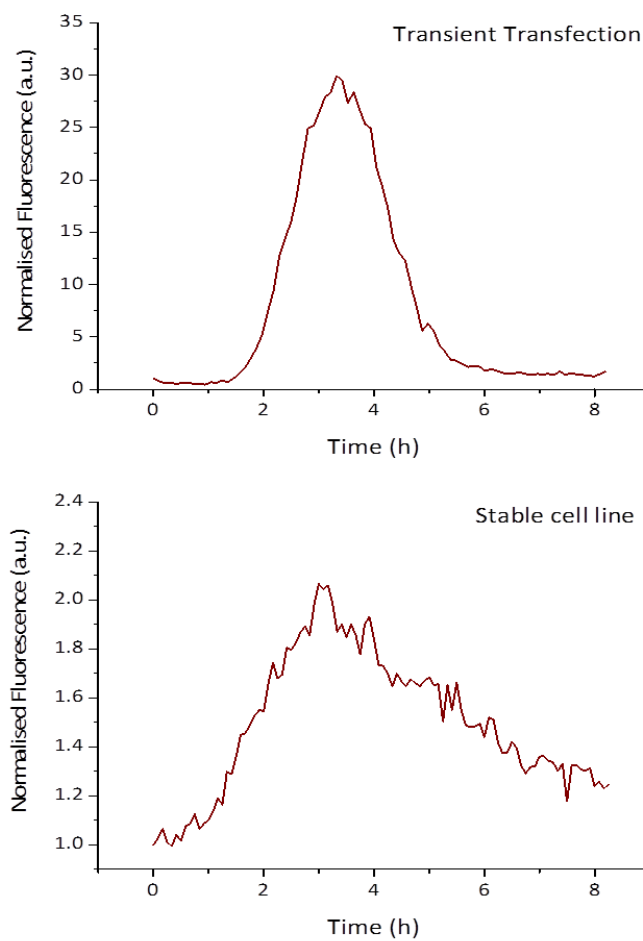 Transient Transfection
Normalised Fluorescence (a.u.)
35
30
25
20
15
10
5
0
0 2 4 6 8
Time (h)
Stable cell line
Normalised Fluorescence (a.u.)
2.4
2.2
2.0
1.8
1.6
1.4
1.2
1.0
0 2 4 6 8
Time (h)